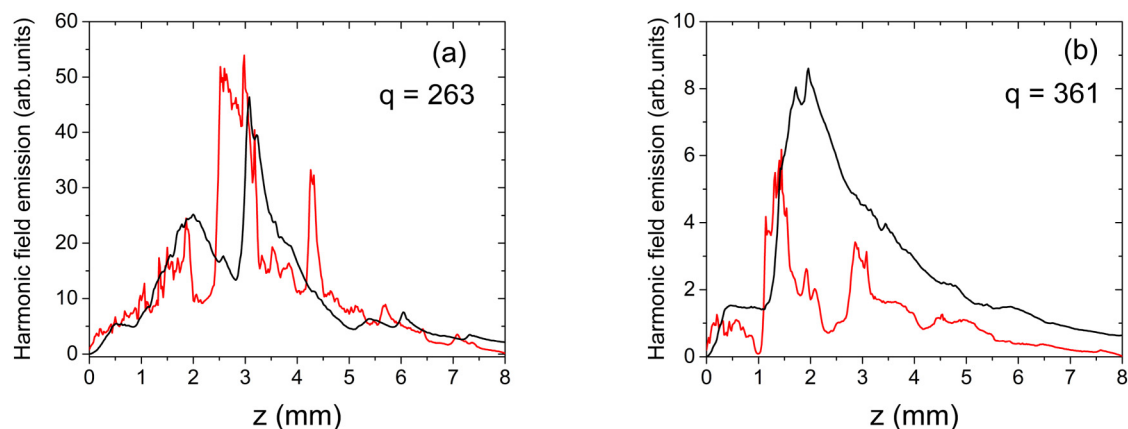 (a)
q = 263
Harmonic field emission (arb.units)
60
50
40
30
20
10
0
0 1 2 3 4 5 6 7 8
z (mm)
(b)
q = 361
Harmonic field emission (arb.units)
10
8
6
4
2
0
0 1 2 3 4 5 6 7 8
z (mm)